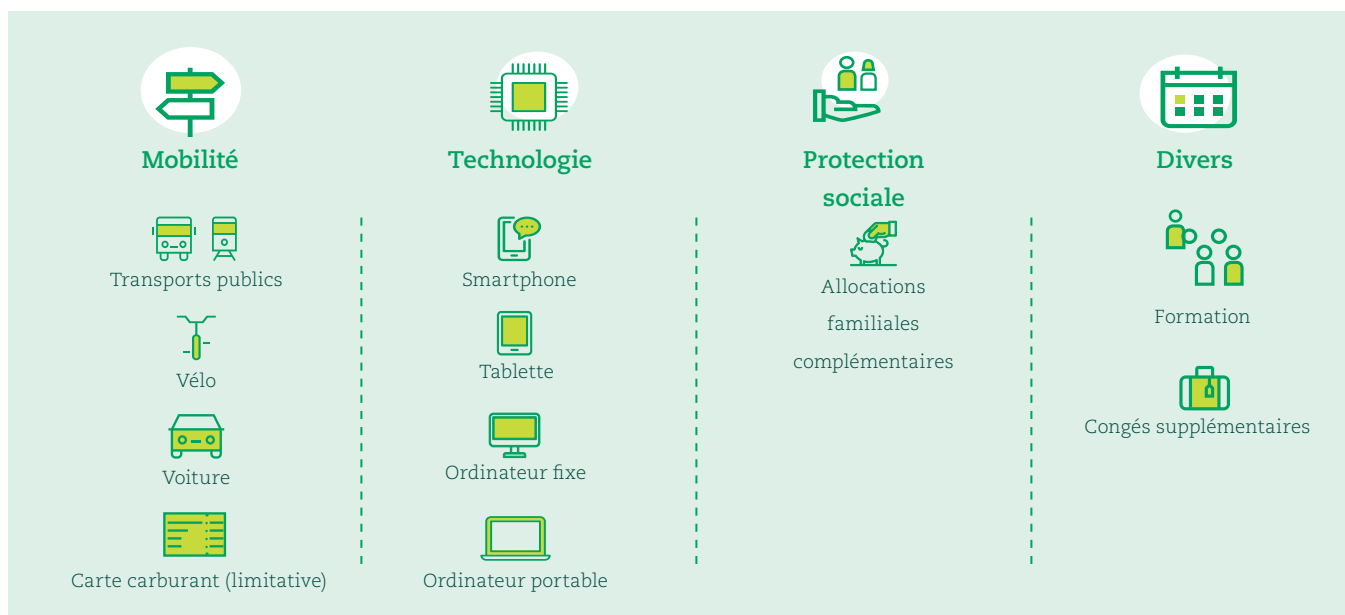 Mobilité
Transports publics
Vélo
Voiture
Carte carburant (limitative)
Technologie
Smartphone
Tablette
Ordinateur fixe
Ordinateur portable
Protection
sociale
Allocations
familiales
complémentaires
Divers
Formation
Congés supplémentaires